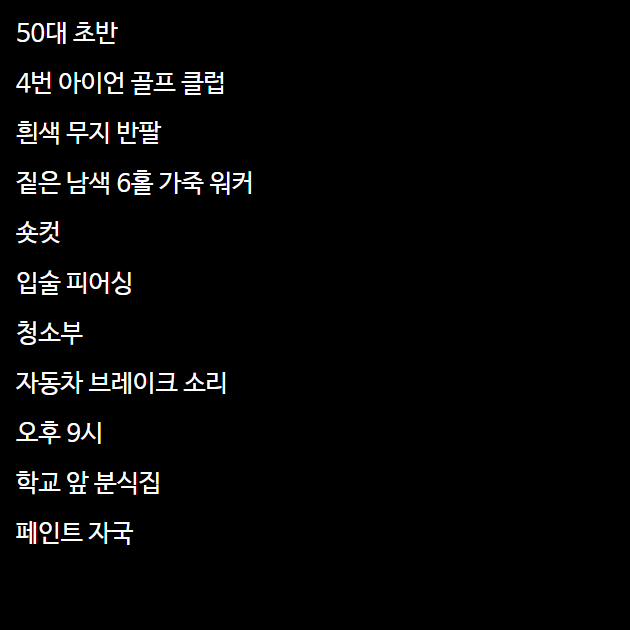 50대 초반
4번 아이언 골프 클럽
흰색 무지 반팔
짙은 남색 6홀 가죽 워커
숏컷
입술 피어싱
청소부
자동차 브레이크 소리
오후 9시
학교 앞 분식집
페인트 자국